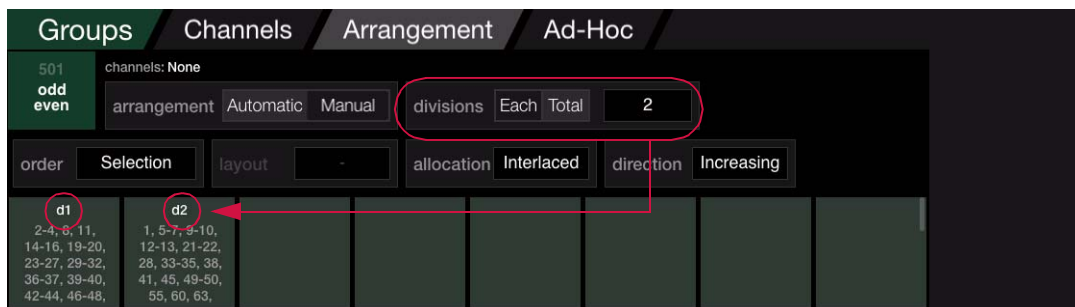 Groups Channels Arrangement Ad-Hoc
501
odd
even
channels: None
arrangement Automatic Manual divisions Each Total 2
order Selection layout - allocation Interlaced direction Increasing
d1
2-4, 8, 11,
14-16, 19-20,
23-27, 29-32,
36-37, 39-40,
42-44, 46-48,
d2
1, 5-7, 9-10,
12-13, 21-22,
28, 33-35, 38,
41, 45, 49-50,
55, 60, 63,